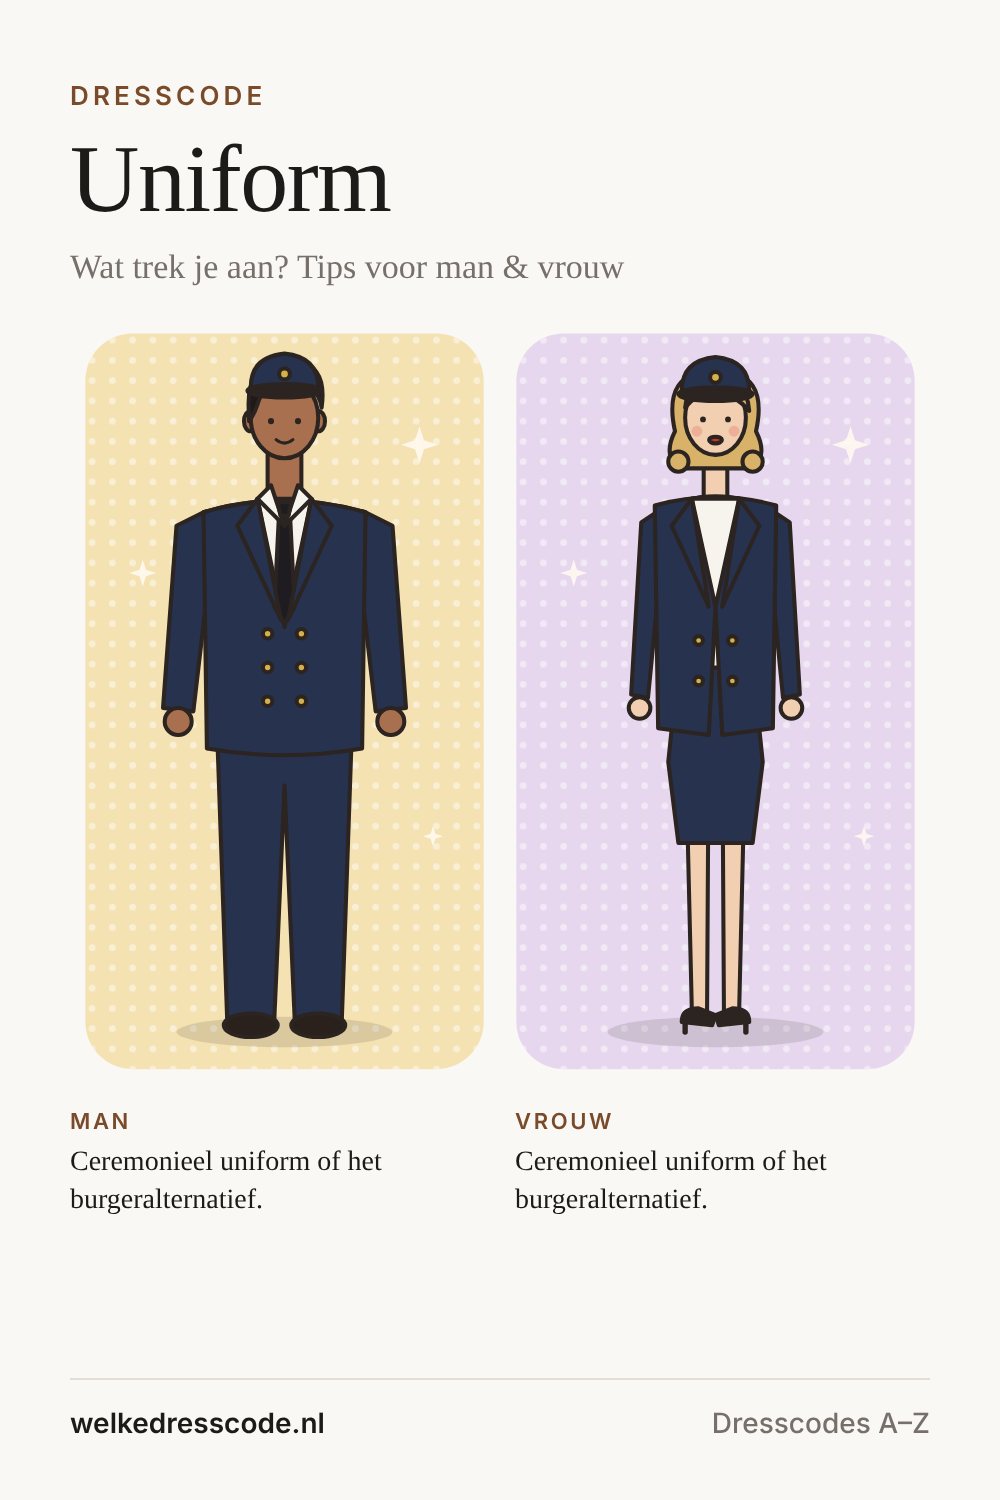 DRESSCODE
Uniform
Wat trek je aan? Tips voor man & vrouw
MAN
Ceremonieel uniform of het
burgeralternatief.
VROUW
Ceremonieel uniform of het
burgeralternatief.
welkedresscode.nl
Dresscodes A–Z